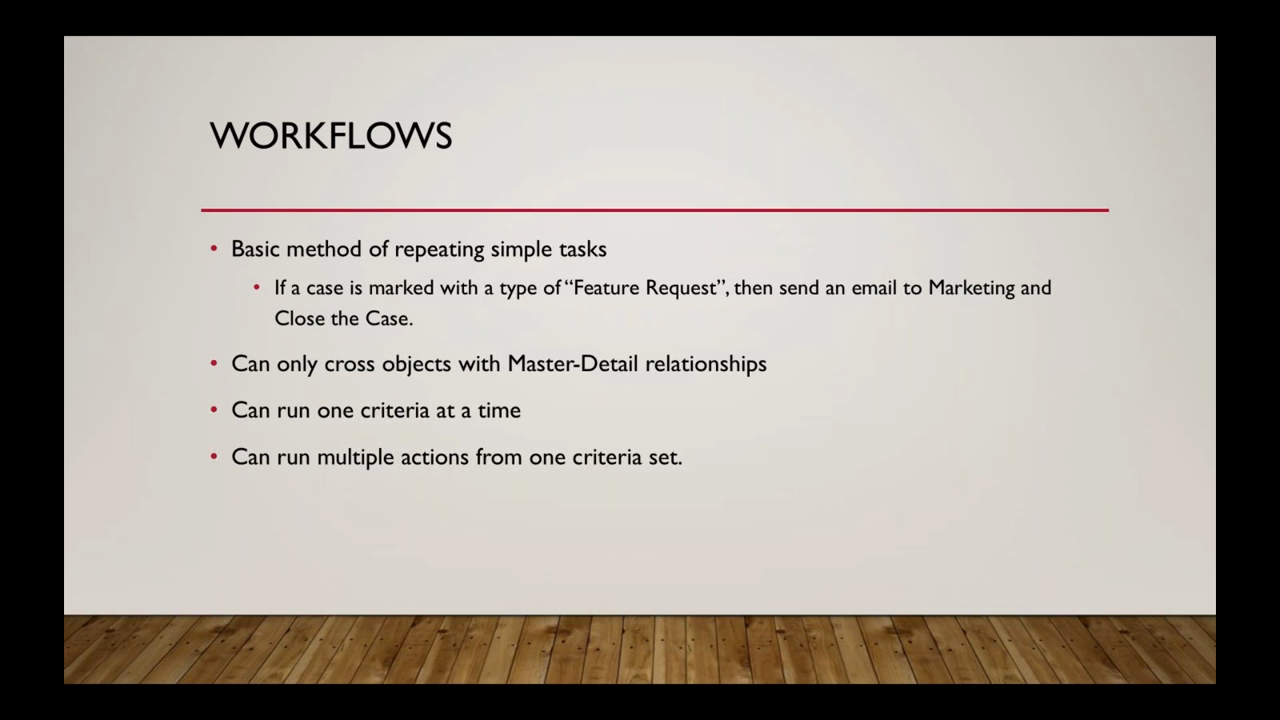 WORKFLOWS
• Basic method of repeating simple tasks
• If a case is marked with a type of “Feature Request”, then send an email to Marketing and
Close the Case.
• Can only cross objects with Master-Detail relationships
• Can run one criteria at a time
• Can run multiple actions from one criteria set.